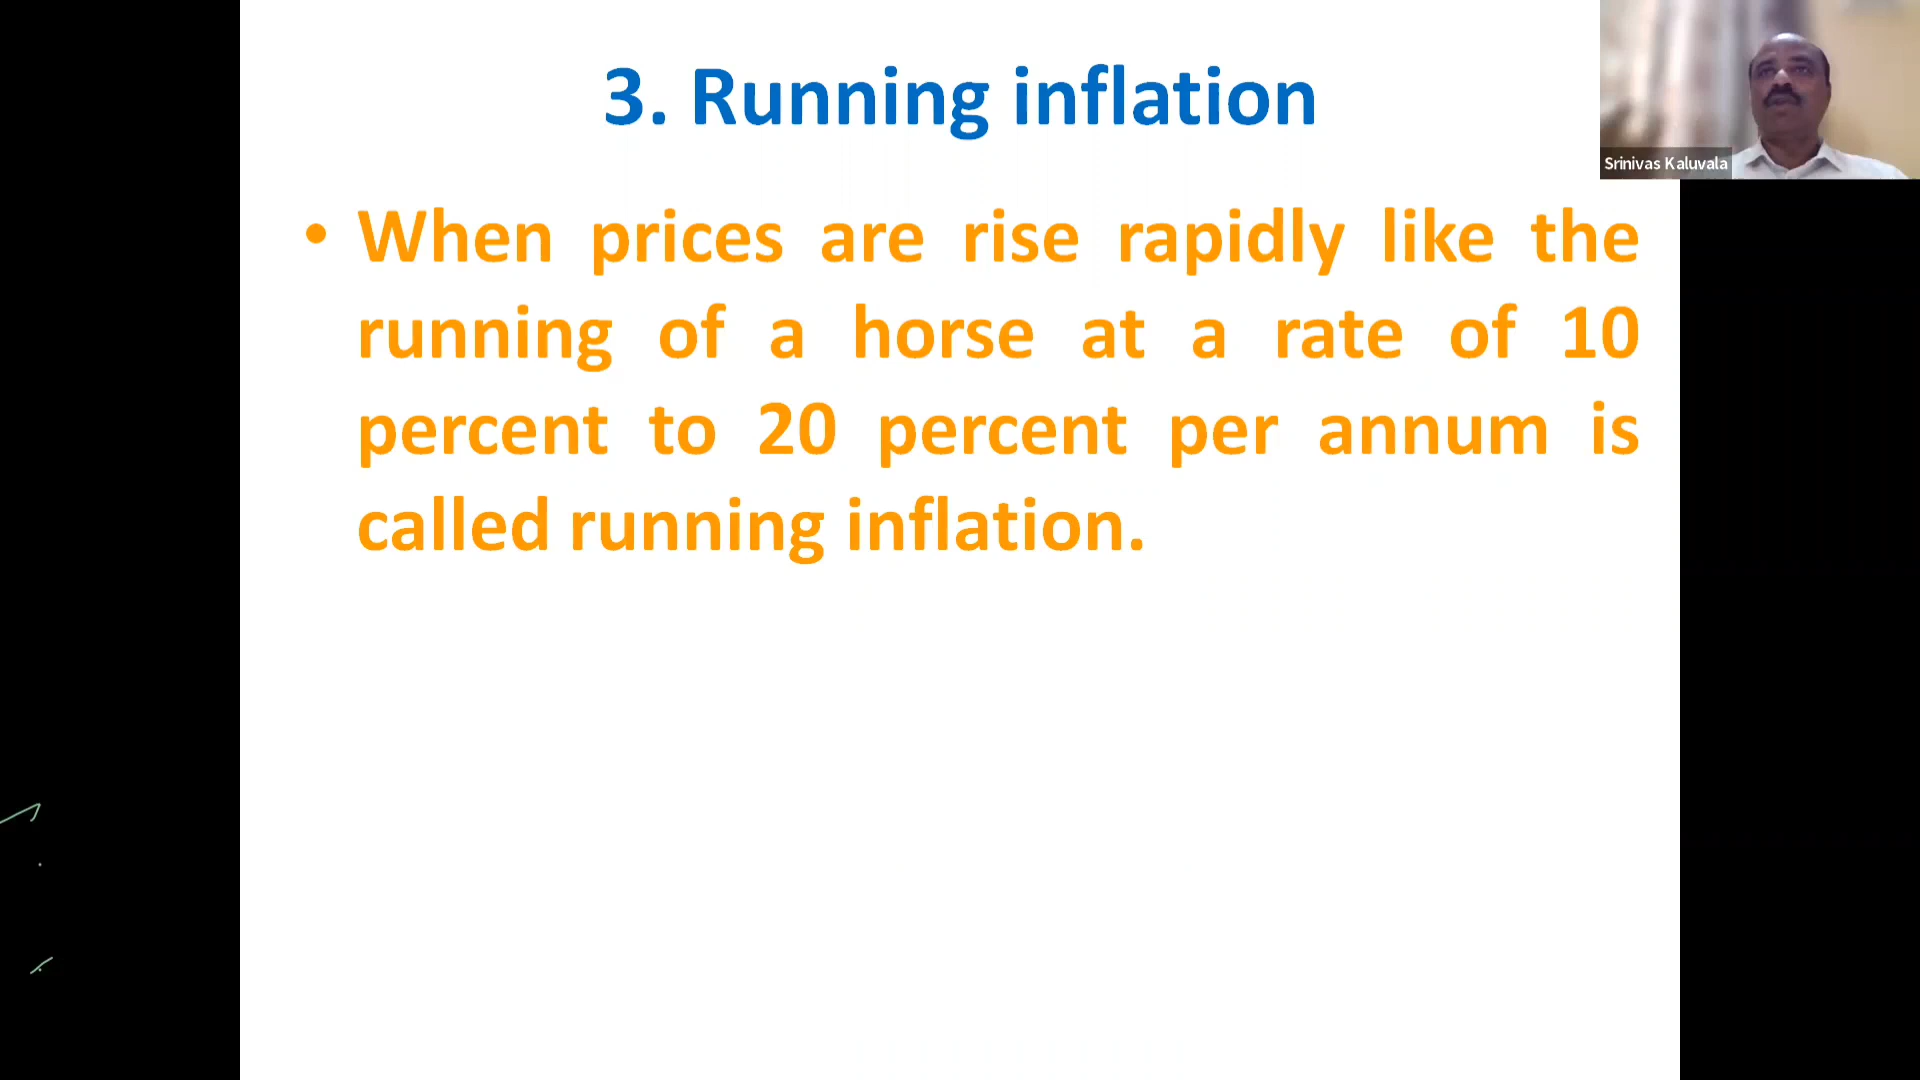 3. Running inflation
Srinivas Kaluvala
• When prices are rise rapidly like the
running of a horse at a rate of 10
percent to 20 percent per annum is
called running inflation.